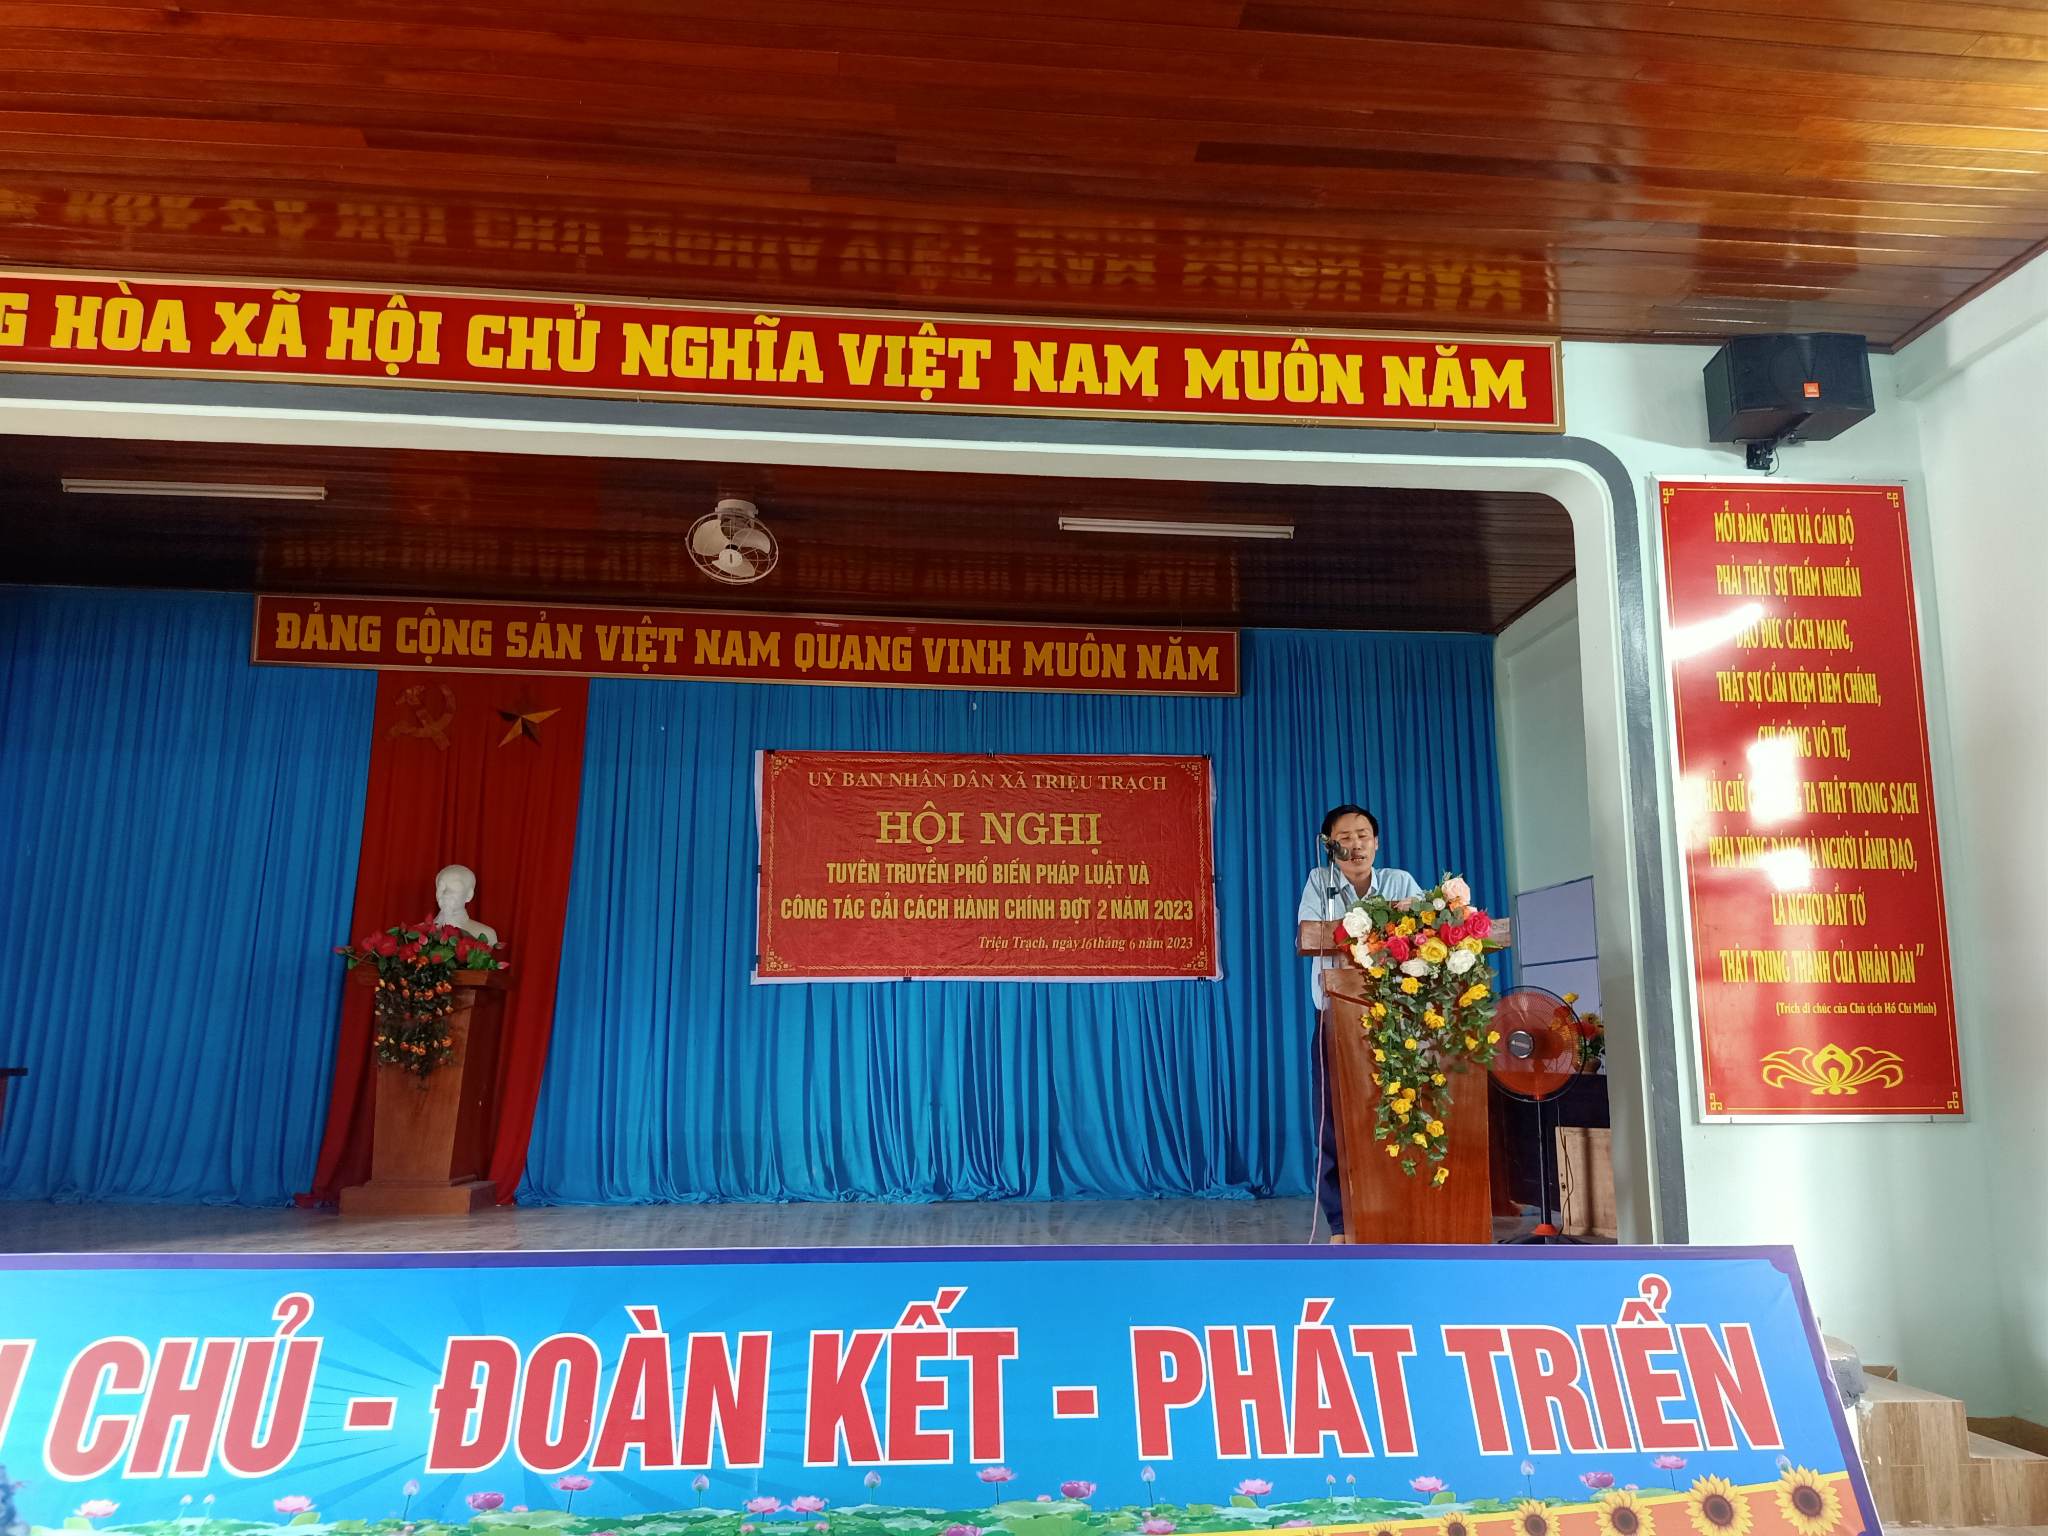 HÒA XÃ HỘI CHỦ NGHĨA VIỆT NAM MUÔN NĂM
ĐẢNG CỘNG SẢN VIỆT NAM QUANG VINH MUÔN NĂM
UỶ BAN NHÂN DÂN XÃ TRIỆU TRẠCH
HỘI NGHỊ
TUYÊN TRUYỀN PHỔ BIẾN PHÁP LUẬT VÀ
CÔNG TÁC CẢI CÁCH HÀNH CHÍNH ĐỢT 2 NĂM 2023
Triệu Trạch, ngày 16 tháng 6 năm 2023
MỖI ĐẢNG VIÊN VÀ CÁN BỘ
PHẢI THẬT SỰ THẤM NHUẦN
ĐẠO ĐỨC CÁCH MẠNG,
THẬT SỰ CẦN KIỆM LIÊM CHÍNH,
CHÍ CÔNG VÔ TƯ,
GIỮ TA THẬT TRONG SẠCH
PHẢI XỨNG ĐÁNG LÀ NGƯỜI LÃNH ĐẠO,
LÀ NGƯỜI ĐẦY TỚ
THẬT TRUNG THÀNH CỦA NHÂN DÂN"
(Trích di chúc của Chủ tịch Hồ Chí Minh)
CHỦ - ĐOÀN KẾT - PHÁT TRIỂN